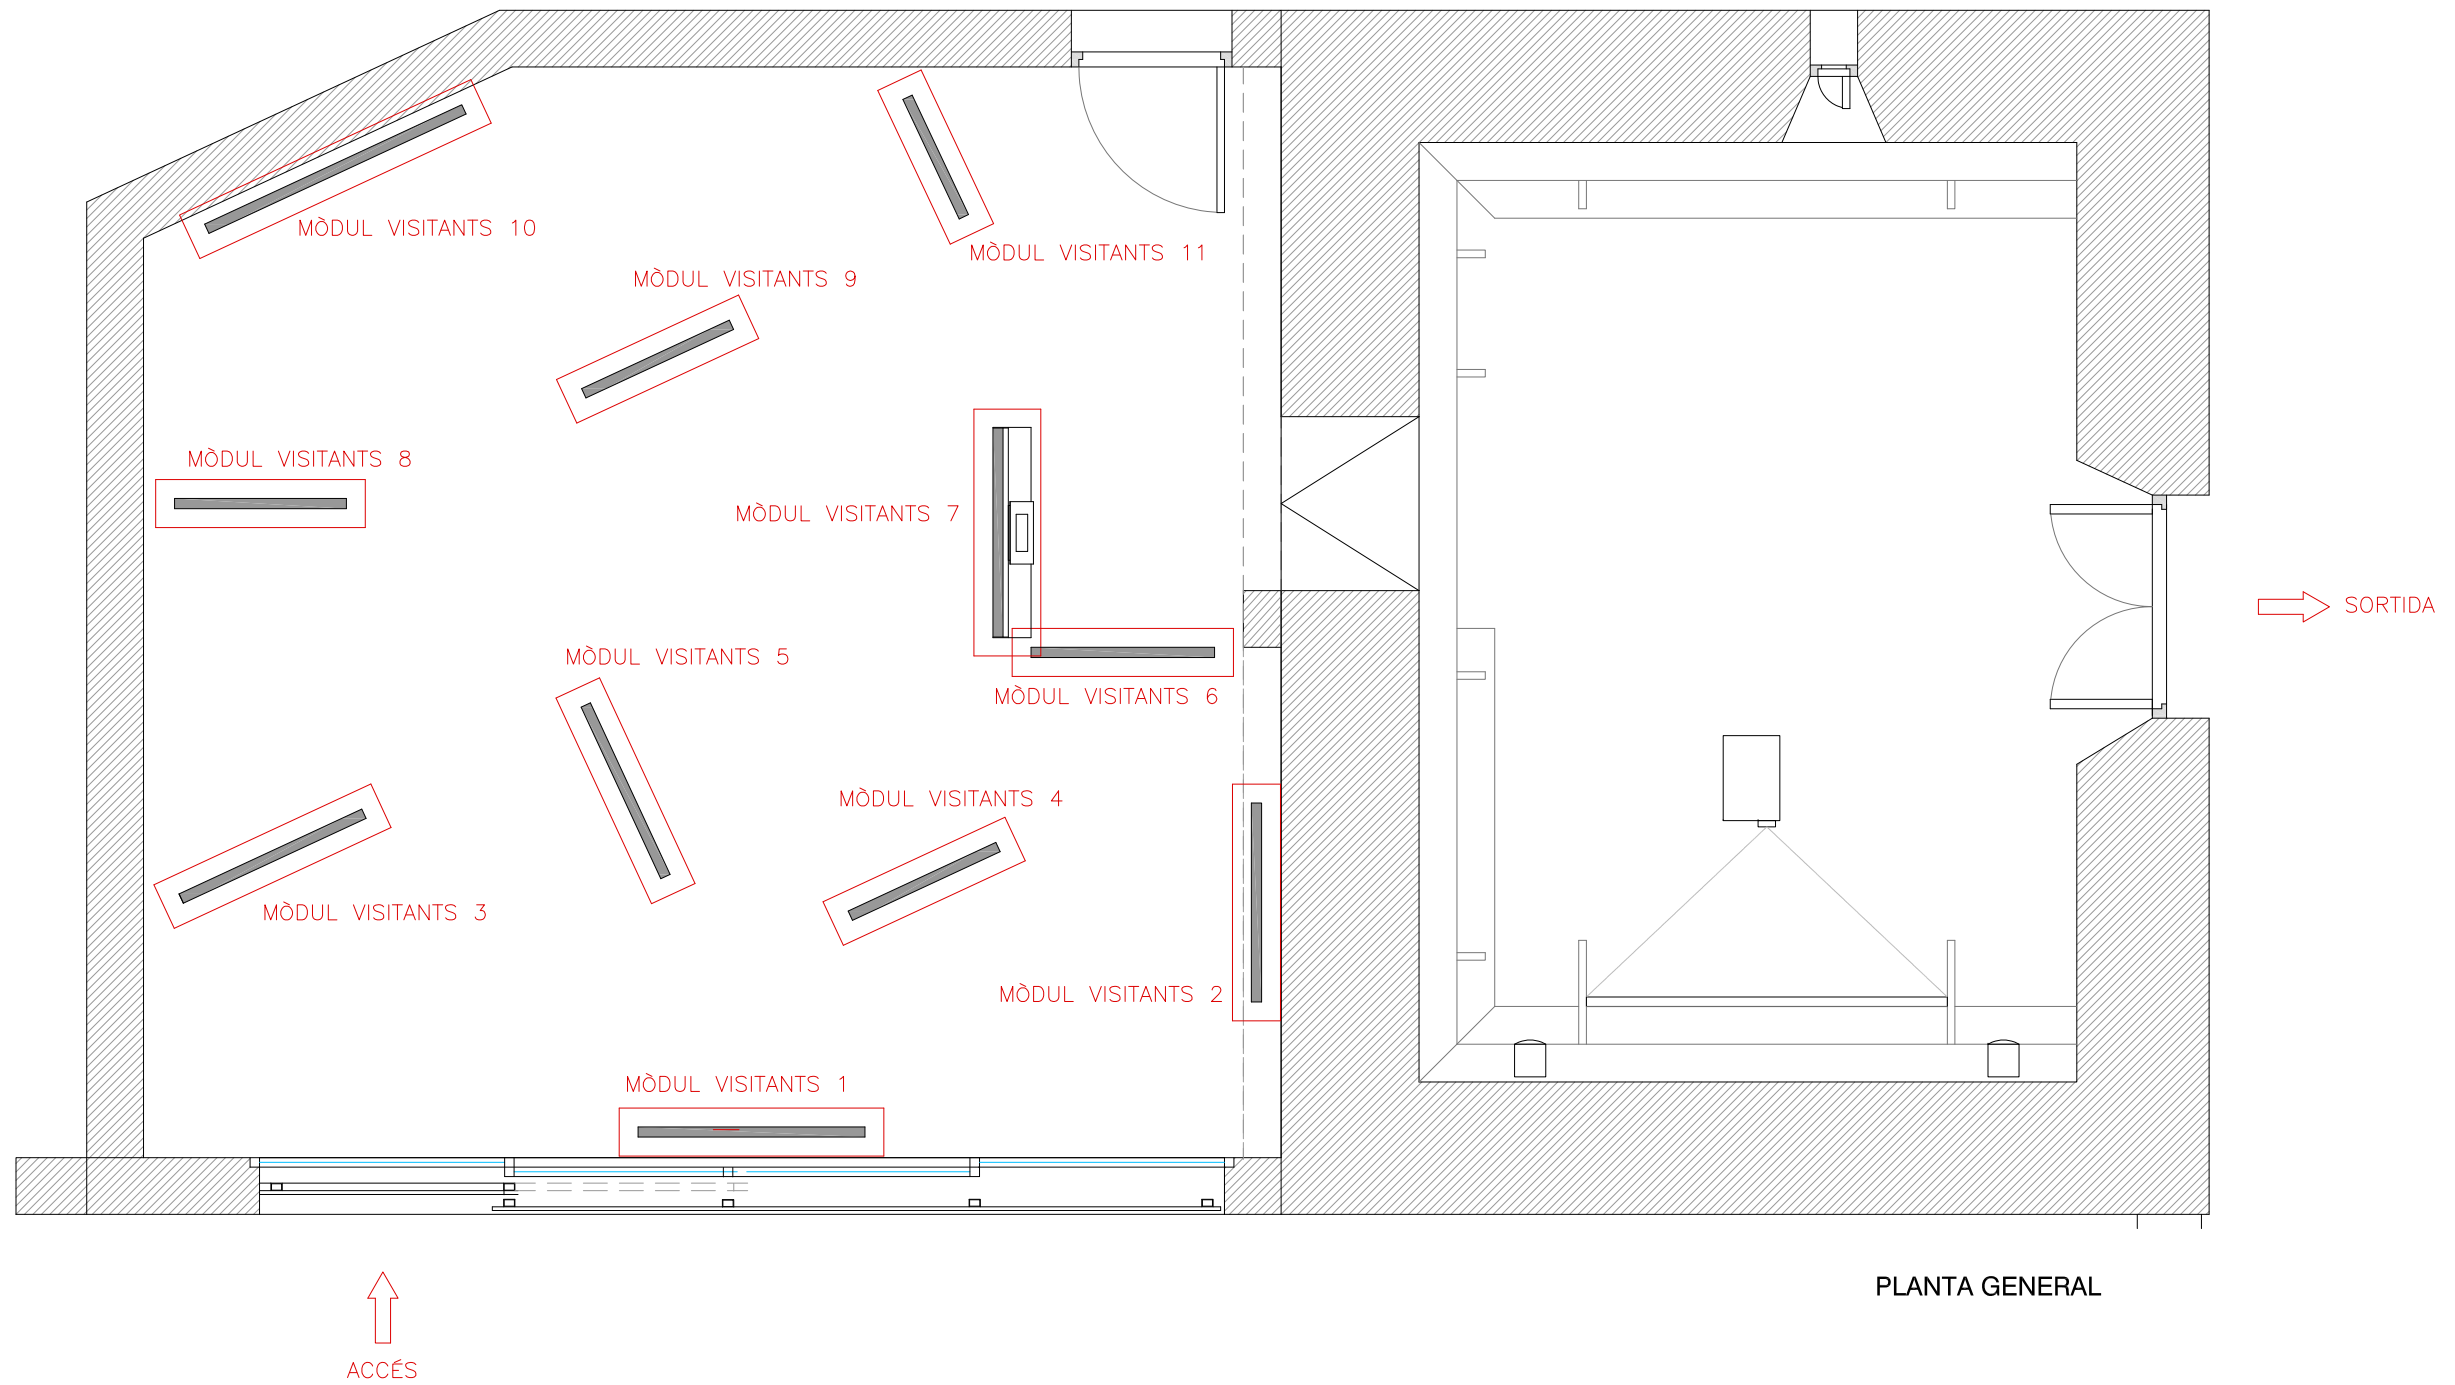 MÒDUL VISITANTS 10
MÒDUL VISITANTS 11
MÒDUL VISITANTS 9
MÒDUL VISITANTS 8
MÒDUL VISITANTS 7
SORTIDA
MÒDUL VISITANTS 5
MÒDUL VISITANTS 6
MÒDUL VISITANTS 4
MÒDUL VISITANTS 3
MÒDUL VISITANTS 2
MÒDUL VISITANTS 1
PLANTA GENERAL
ACCÉS